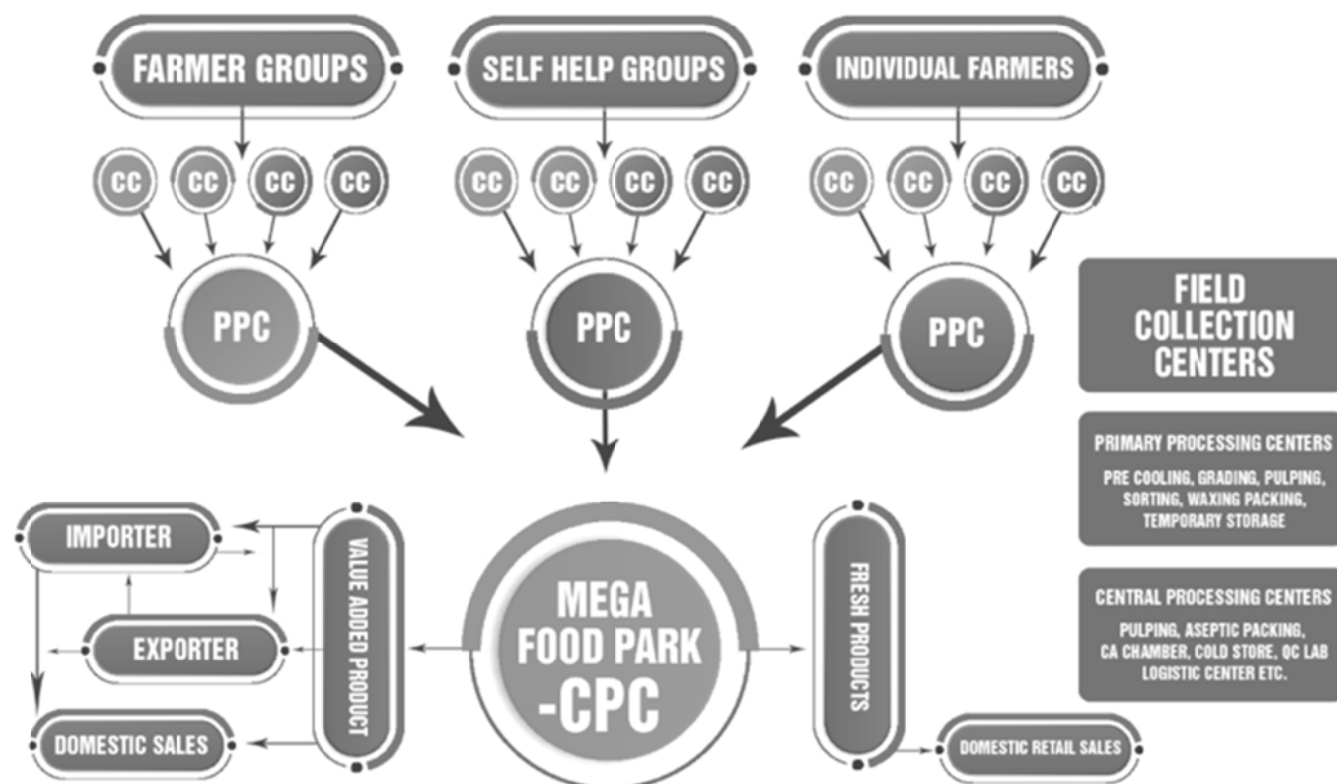 FARMER GROUPS
SELF HELP GROUPS
INDIVIDUAL FARMERS
CC CC CC CC
CC CC CC CC
CC CC CC CC
PPC
PPC
PPC
FIELD
COLLECTION
CENTERS
PRIMARY PROCESSING CENTERS
PRE COOLING, GRADING, PULPING,
SORTING, WAXING PACKING,
TEMPORARY STORAGE
CENTRAL PROCESSING CENTERS
PULPING, ASEPTIC PACKING,
CA CHAMBER, COLD STORE, QC LAB
LOGISTIC CENTER ETC.
IMPORTER
EXPORTER
DOMESTIC SALES
VALUE ADDED PRODUCT
MEGA
FOOD PARK
-CPC
FRESH PRODUCTS
DOMESTIC RETAIL SALES